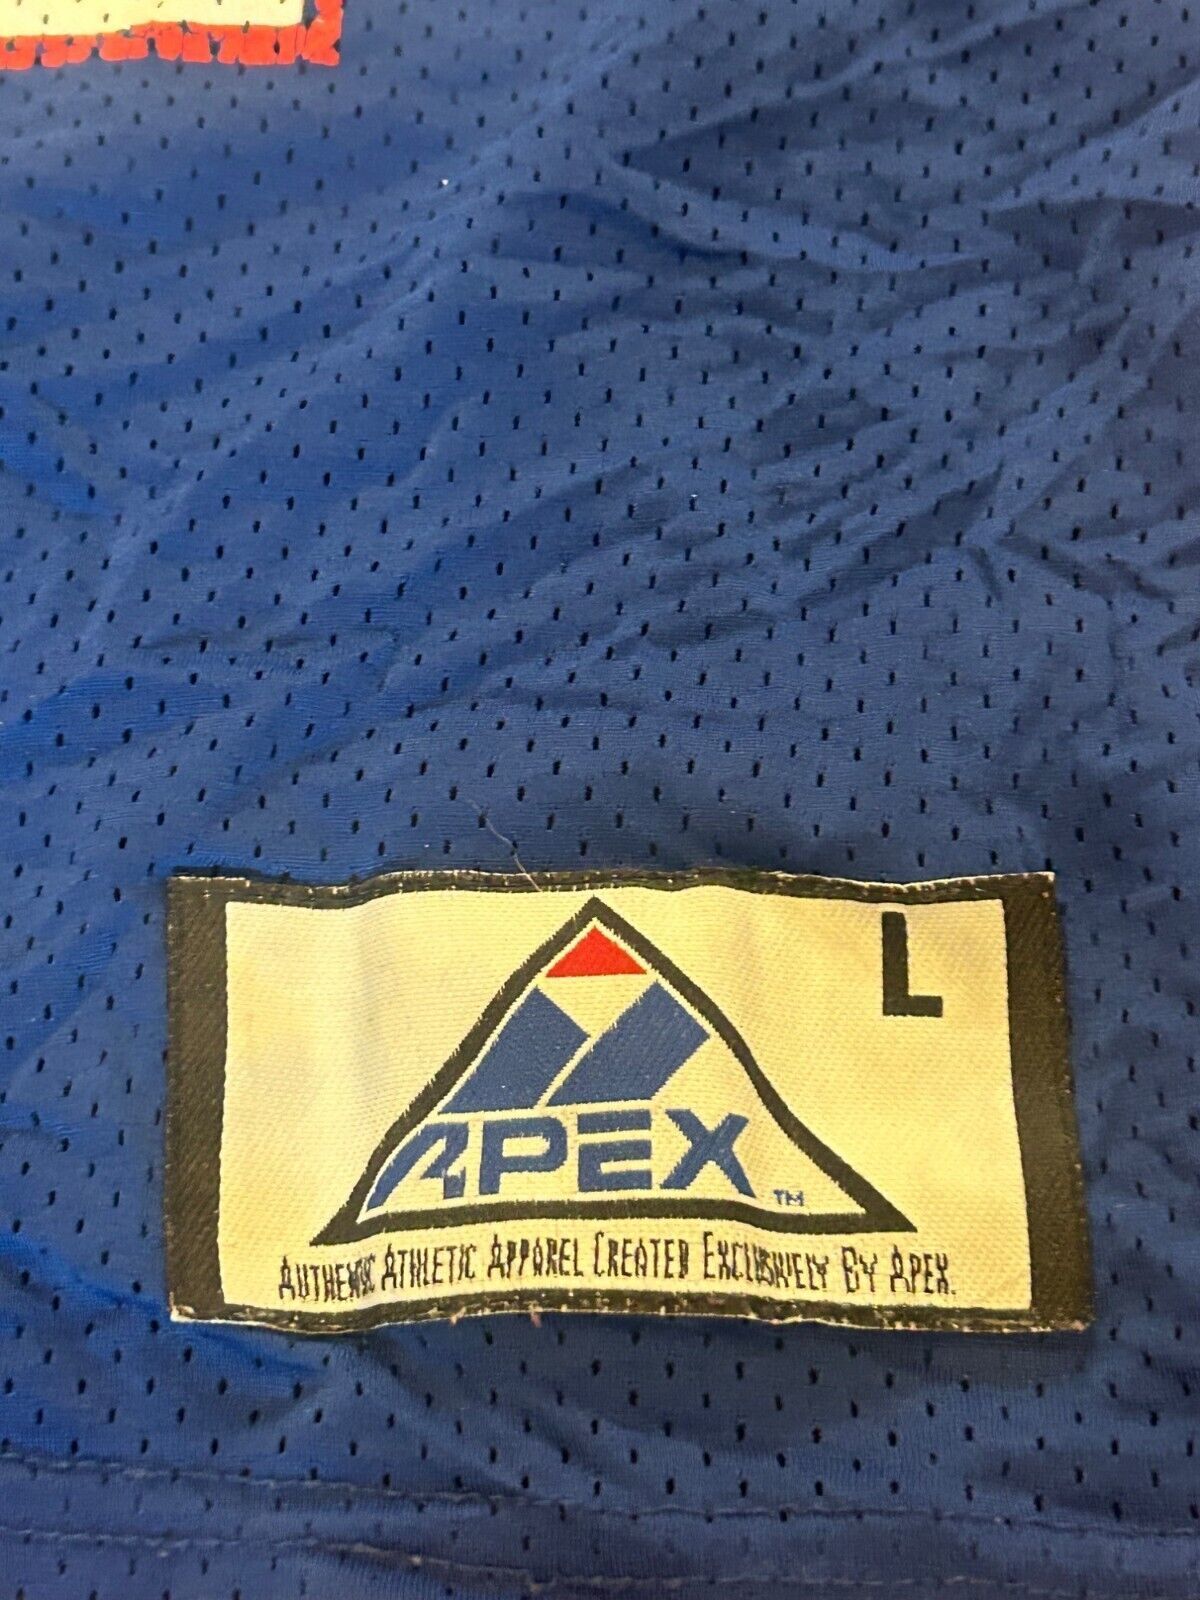 L
APEX TM
AUTHENTIC ATHLETIC APPAREL CREATED EXCLUSIVELY BY APEX.